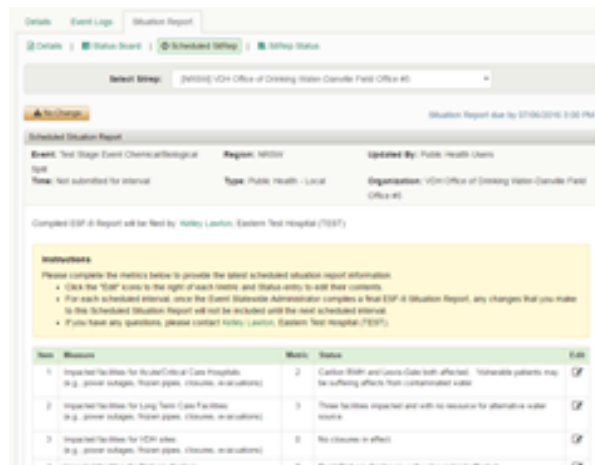 Details Event Logs Situation Report
Details | Status Board | Scheduled SitRep | SitRep Status
Select Sitrep: [NRSW] VDH Office of Drinking Water-Danville Field Office #5
No Change Situation Report due by 07/06/2016 5:00 PM
Scheduled Situation Report
Event: Test Stage Event Chemical/Biological Region: NRSW Updated By: Public Health Users
Spill
Time: Not submitted for interval Type: Public Health - Local Organization: VDH Office of Drinking Water-Danville Field
Office #5
Compiled ESF-8 Report will be filed by: Kelley Lawton, Eastern Test Hospital (TEST)
Instructions
Please complete the metrics below to provide the latest scheduled situation report information.
• Click the "Edit" icons to the right of each Metric and Status entry to edit their contents.
• For each scheduled interval, once the Event Statewide Administrator compiles a final ESF-8 Situation Report, any changes that you make
to this Scheduled Situation Report will not be included until the next scheduled interval.
• If you have any questions, please contact Kelley Lawton, Eastern Test Hospital (TEST).
Item Measure Metric Status Edit
1 Impacted facilities for Acute/Critical Care Hospitals 2 Carilion RMH and Lewis-Gale both affected. Vulnerable patients may
(e.g., power outages, frozen pipes, closures, evacuations) be suffering effects from contaminated water.
2 Impacted facilities for Long Term Care Facilities 3 Three facilities impacted and with no resource for alternative water
(e.g., power outages, frozen pipes, closures, evacuations) source.
3 Impacted facilities for VDH sites 0 No closures in effect.
(e.g., power outages, frozen pipes, closures, evacuations)